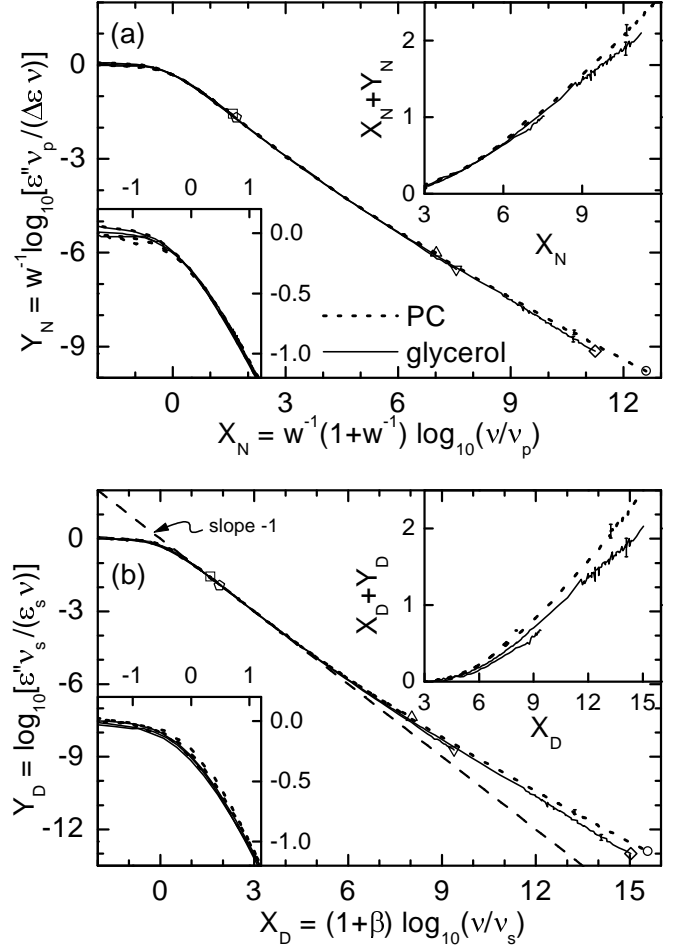 (a)
0
-3
-6
-9
Y_N = w^-1 log_10[ε''ν_p/(Δε ν)]
2
1
0
3 6 9
X_N+Y_N
X_N
-1 0 1
0.0
-0.5
-1.0
PC
glycerol
0 3 6 9 12
X_N = w^-1(1+w^-1) log_10(ν/ν_p)
slope -1
(b)
0
-3
-6
-9
-12
Y_D = log_10[ε''ν_s/(ε_s ν)]
2
1
0
3 6 9 12 15
X_D+Y_D
X_D
-1 0 1
0.0
-0.5
-1.0
0 3 6 9 12 15
X_D = (1+β) log_10(ν/ν_s)